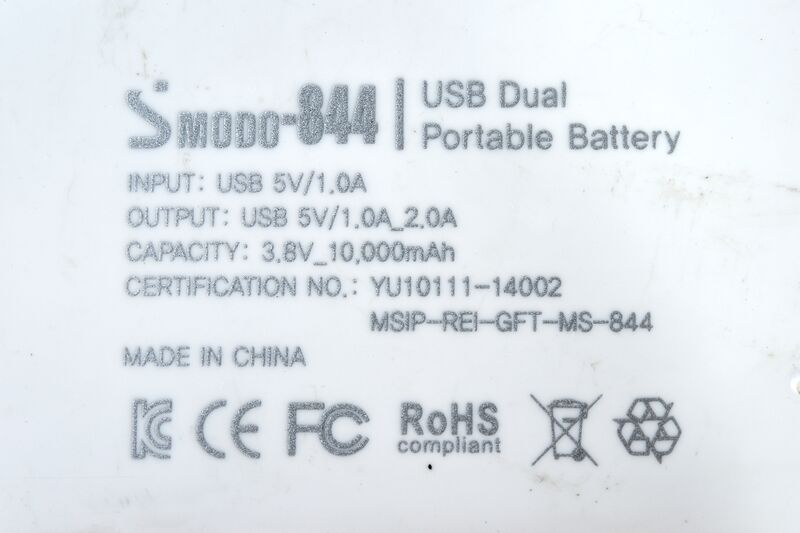 SMODO-844 | USB Dual
Portable Battery
INPUT: USB 5V/1.0A
OUTPUT: USB 5V/1.0A_2.0A
CAPACITY: 3.8V_10,000mAh
CERTIFICATION NO.: YU10111-14002
MSIP-REI-GFT-MS-844
MADE IN CHINA
KC CE FC RoHS
compliant